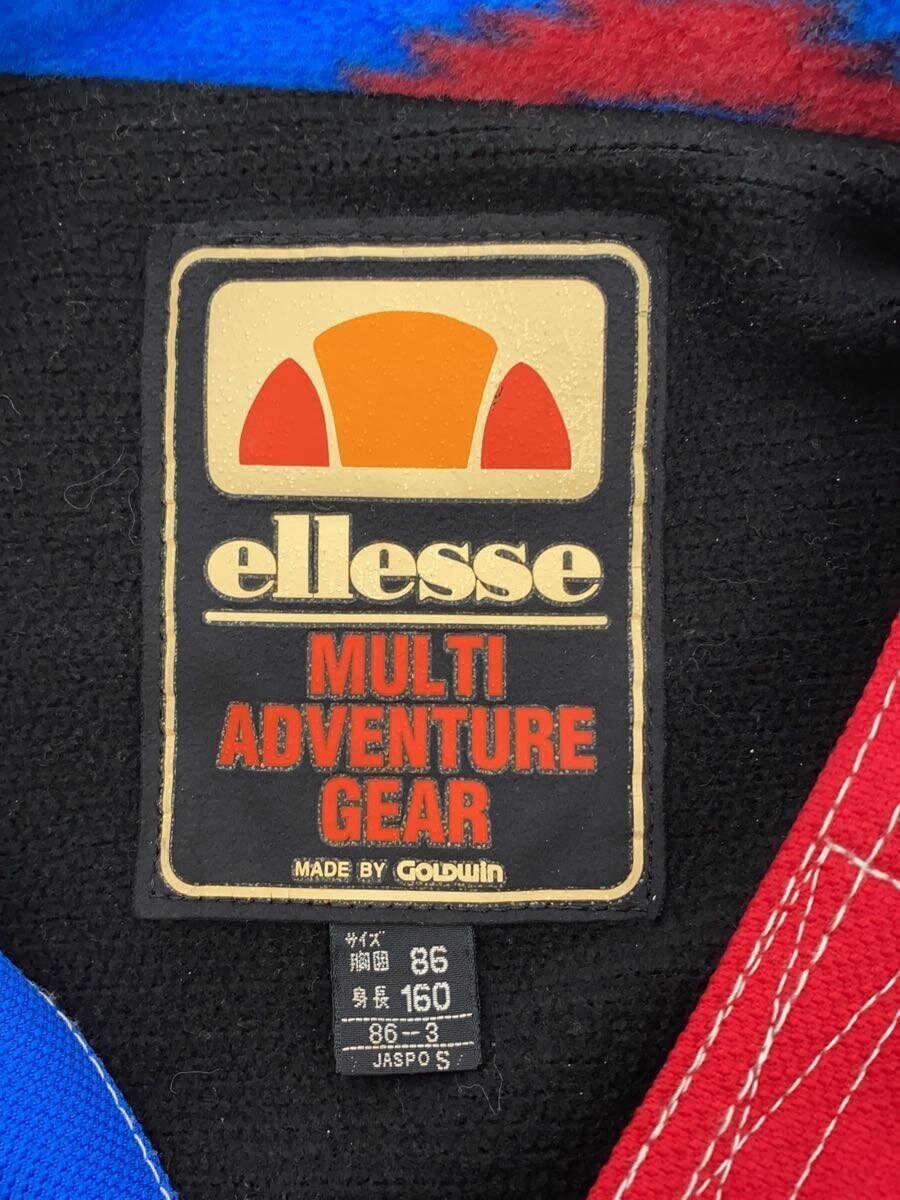 ellesse
MULTI
ADVENTURE
GEAR
MADE BY GOLDWIN
サイズ
胸囲 86
身長 160
86-3
JASPO S